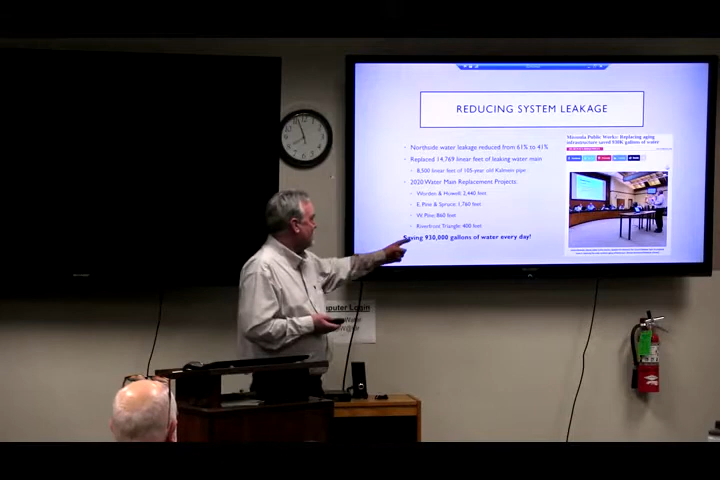 REDUCING SYSTEM LEAKAGE
Northside water leakage reduced from 61% to 41%
Replaced 14,769 linear feet of leaking water main
8,500 linear feet of 105-year old Kalmein pipe
2020 Water Main Replacement Projects:
Worden & Howell: 2,440 feet
E. Pine & Spruce: 1,760 feet
W. Pine: 860 feet
Riverfront Triangle: 400 feet
Saving 930,000 gallons of water every day!
Missoula Public Works: Replacing aging
infrastructure saved 930K gallons of water
puter Login